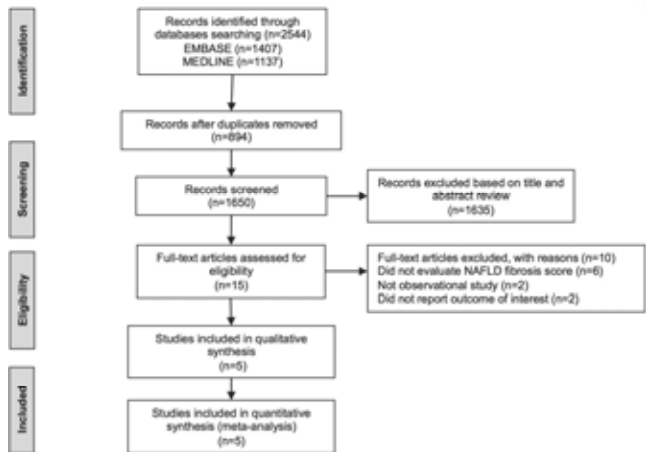 Identification
Records identified through
databases searching (n=2544)
EMBASE (n=1407)
MEDLINE (n=1137)
Records after duplicates removed
(n=894)
Screening
Records screened
(n=1650)
Records excluded based on title and
abstract review
(n=1635)
Eligibility
Full-text articles assessed for
eligibility
(n=15)
Full-text articles excluded, with reasons (n=10)
Did not evaluate NAFLD fibrosis score (n=6)
Not observational study (n=2)
Did not report outcome of interest (n=2)
Studies included in qualitative
synthesis
(n=5)
Included
Studies included in quantitative
synthesis (meta-analysis)
(n=5)